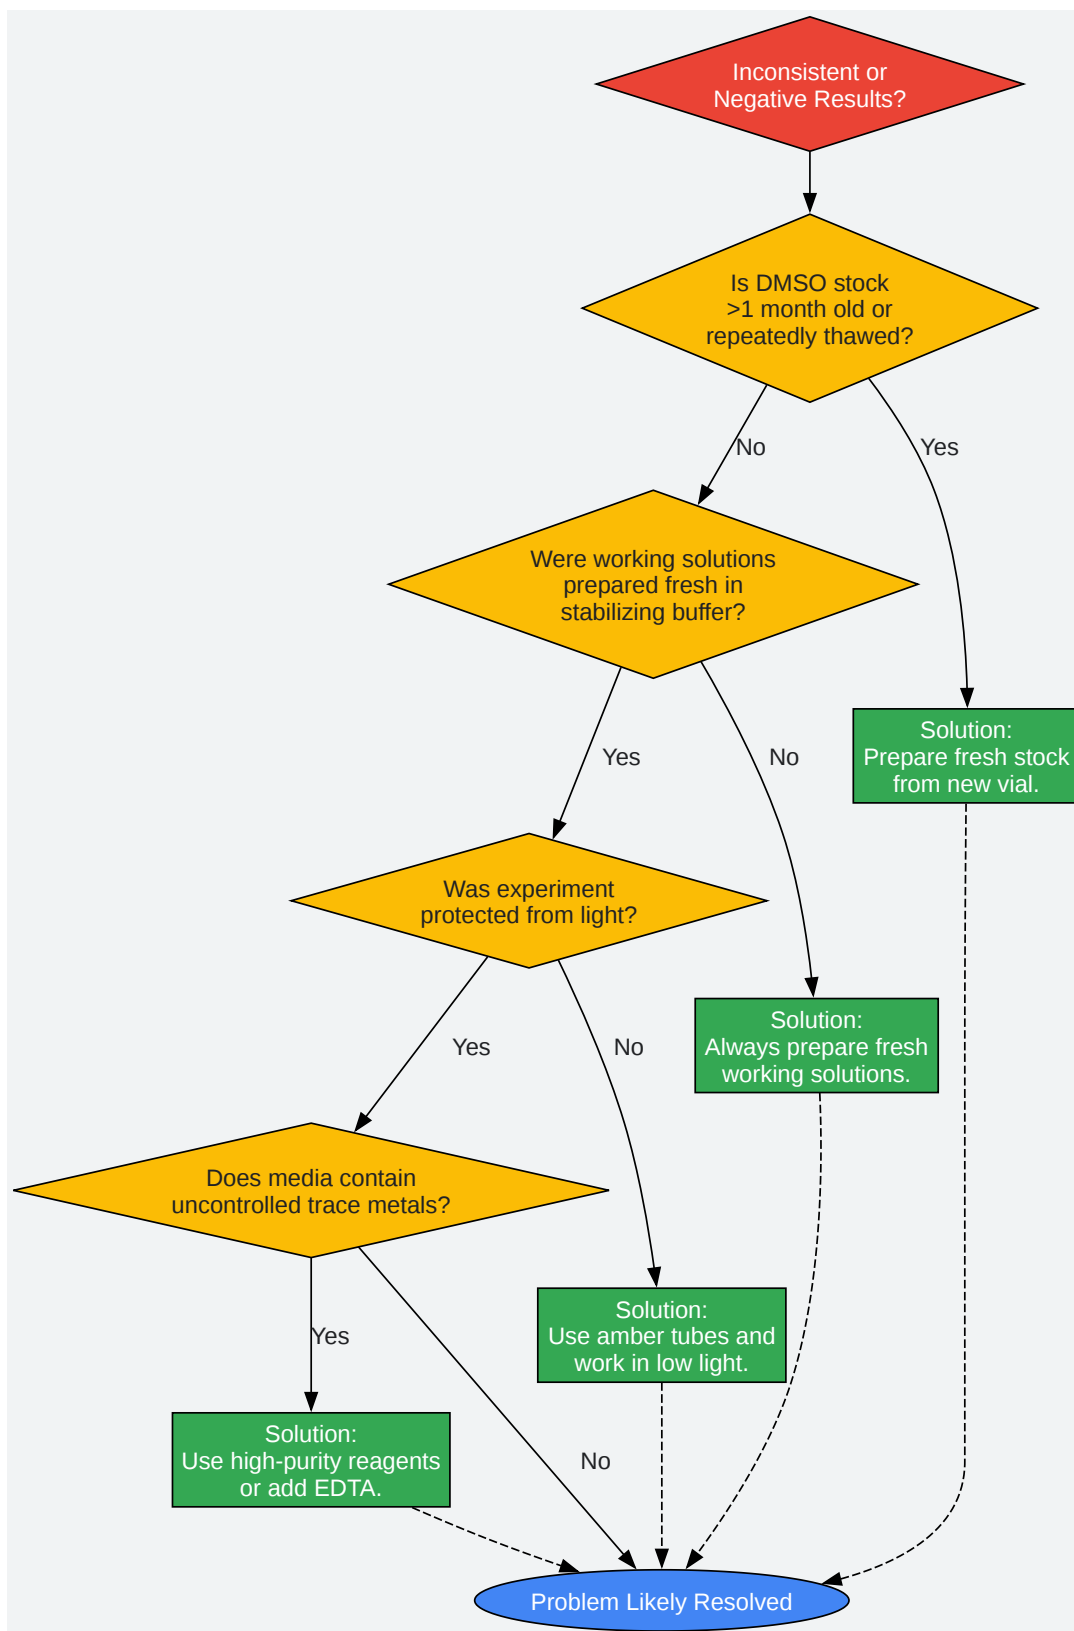 Inconsistent or
Negative Results?
Is DMSO stock
>1 month old or
repeatedly thawed?
No
Yes
Were working solutions
prepared fresh in
stabilizing buffer?
Solution:
Prepare fresh stock
from new vial.
Yes
No
Was experiment
protected from light?
Solution:
Always prepare fresh
working solutions.
Yes
No
Does media contain
uncontrolled trace metals?
Solution:
Use amber tubes and
work in low light.
Yes
Solution:
Use high-purity reagents
or add EDTA.
No
Problem Likely Resolved